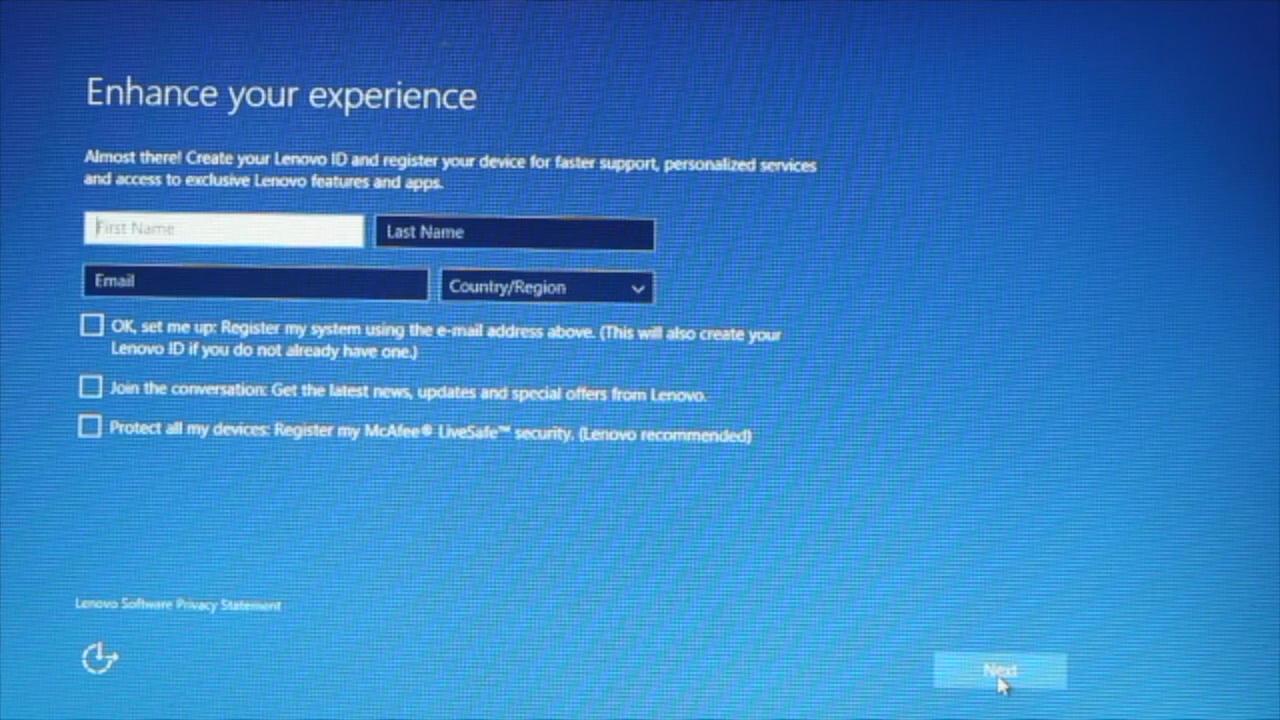 Enhance your experience
Almost there! Create your Lenovo ID and register your device for faster support, personalized services
and access to exclusive Lenovo features and apps.
First Name
Last Name
Email
Country/Region
OK, set me up: Register my system using the e-mail address above. (This will also create your
Lenovo ID if you do not already have one.)
Join the conversation: Get the latest news, updates and special offers from Lenovo.
Protect all my devices: Register my McAfee® LiveSafe™ security. (Lenovo recommended)
Lenovo Software Privacy Statement
Next